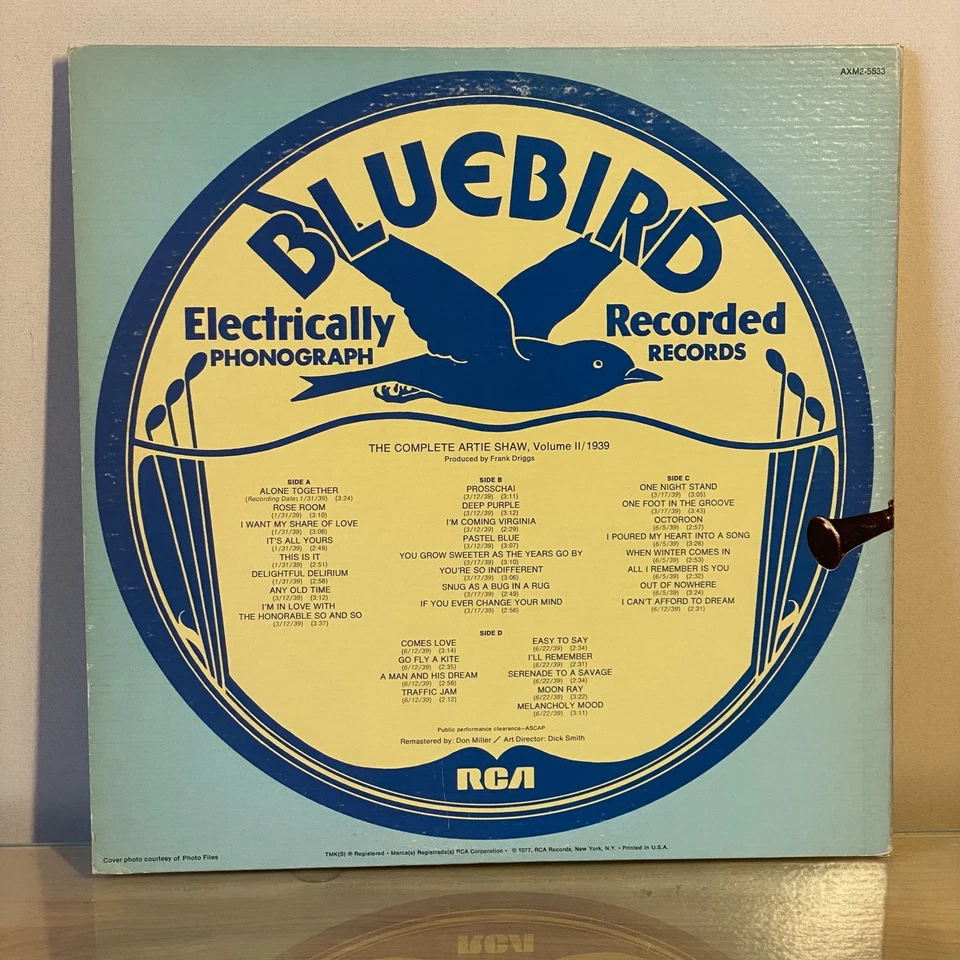 AXM2-5533
BLUEBIRD
Electrically Recorded
PHONOGRAPH RECORDS
THE COMPLETE ARTIE SHAW, Volume II/1939
Produced by Frank Driggs
SIDE A
ALONE TOGETHER
(Recording Date: 1/31/39) (3:24)
ROSE ROOM
(1/31/39) (3:10)
I WANT MY SHARE OF LOVE
(1/31/39) (3:06)
IT'S ALL YOURS
(1/31/39) (2:49)
THIS IS IT
(1/31/39) (2:51)
DELIGHTFUL DELIRIUM
(1/31/39) (2:58)
ANY OLD TIME
(3/12/39) (3:12)
I'M IN LOVE WITH
THE HONORABLE SO AND SO
(3/12/39) (3:37)
SIDE B
PROSSCHAI
(3/12/39) (3:11)
DEEP PURPLE
(3/12/39) (3:12)
I'M COMING VIRGINIA
(3/12/39) (2:29)
PASTEL BLUE
(3/12/39) (3:07)
YOU GROW SWEETER AS THE YEARS GO BY
(3/17/39) (3:10)
YOU'RE SO INDIFFERENT
(3/17/39) (3:06)
SNUG AS A BUG IN A RUG
(3/17/39) (2:49)
IF YOU EVER CHANGE YOUR MIND
(3/17/39) (2:56)
SIDE C
ONE NIGHT STAND
(3/17/39) (3:05)
ONE FOOT IN THE GROOVE
(3/17/39) (3:43)
OCTOROON
(6/5/39) (2:57)
I POURED MY HEART INTO A SONG
(6/5/39) (3:26)
WHEN WINTER COMES IN
(6/5/39) (2:53)
ALL I REMEMBER IS YOU
(6/5/39) (2:32)
OUT OF NOWHERE
(6/5/39) (3:24)
I CAN'T AFFORD TO DREAM
(6/12/39) (2:31)
SIDE D
COMES LOVE
(6/12/39) (3:14)
GO FLY A KITE
(6/12/39) (2:35)
A MAN AND HIS DREAM
(6/12/39) (2:56)
TRAFFIC JAM
(6/12/39) (2:12)
EASY TO SAY
(6/22/39) (2:34)
I'LL REMEMBER
(6/22/39) (2:31)
SERENADE TO A SAVAGE
(6/22/39) (2:34)
MOON RAY
(6/22/39) (3:22)
MELANCHOLY MOOD
(6/22/39) (3:11)
Public performance clearance—ASCAP
Remastered by: Don Miller / Art Director: Dick Smith
RCA
Cover photo courtesy of Photo Files
TMK(S) ® Registered • Marca(s) Registrada(s) RCA Corporation • © 1977, RCA Records, New York, N.Y. • Printed in U.S.A.